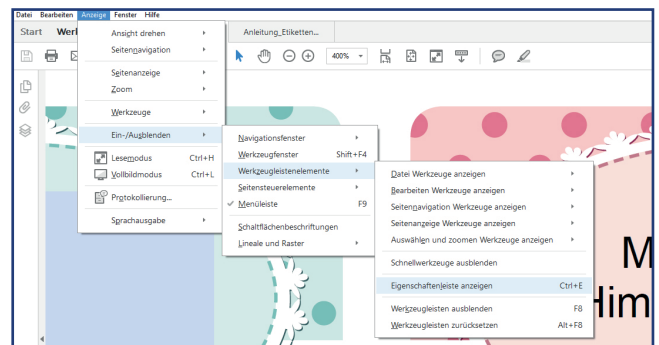 Datei Bearbeiten Anzeige Fenster Hilfe
Start Werl Anleitung_Etiketten...
400%
Ansicht drehen
Seitennavigation
Seitenanzeige
Zoom
Werkzeuge
Ein-/Ausblenden
Lesemodus Ctrl+H
Vollbildmodus Ctrl+L
Protokollierung...
Sprachausgabe
Navigationsfenster
Werkzeugfenster Shift+F4
Werkzeugleistenelemente
Seitensteuerelemente
Menüleiste F9
Schaltflächenbeschriftungen
Lineale und Raster
Datei Werkzeuge anzeigen
Bearbeiten Werkzeuge anzeigen
Seitennavigation Werkzeuge anzeigen
Seitenanzeige Werkzeuge anzeigen
Auswählen und zoomen Werkzeuge anzeigen
Schnellwerkzeuge ausblenden
Eigenschaftenleiste anzeigen Ctrl+E
Werkzeugleisten ausblenden F8
Werkzeugleisten zurücksetzen Alt+F8
M
Him